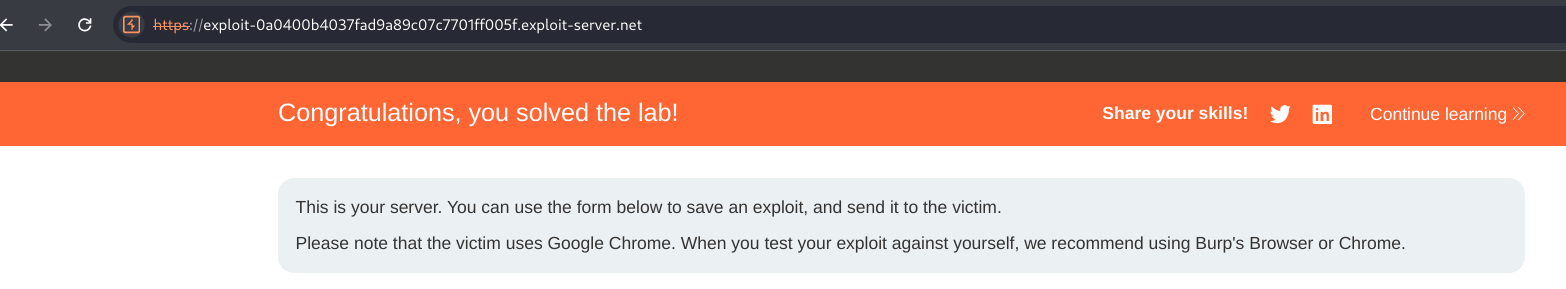 https://exploit-0a0400b4037fad9a89c07c7701ff005f.exploit-server.net
Congratulations, you solved the lab!
Share your skills!
Continue learning
This is your server. You can use the form below to save an exploit, and send it to the victim.
Please note that the victim uses Google Chrome. When you test your exploit against yourself, we recommend using Burp's Browser or Chrome.